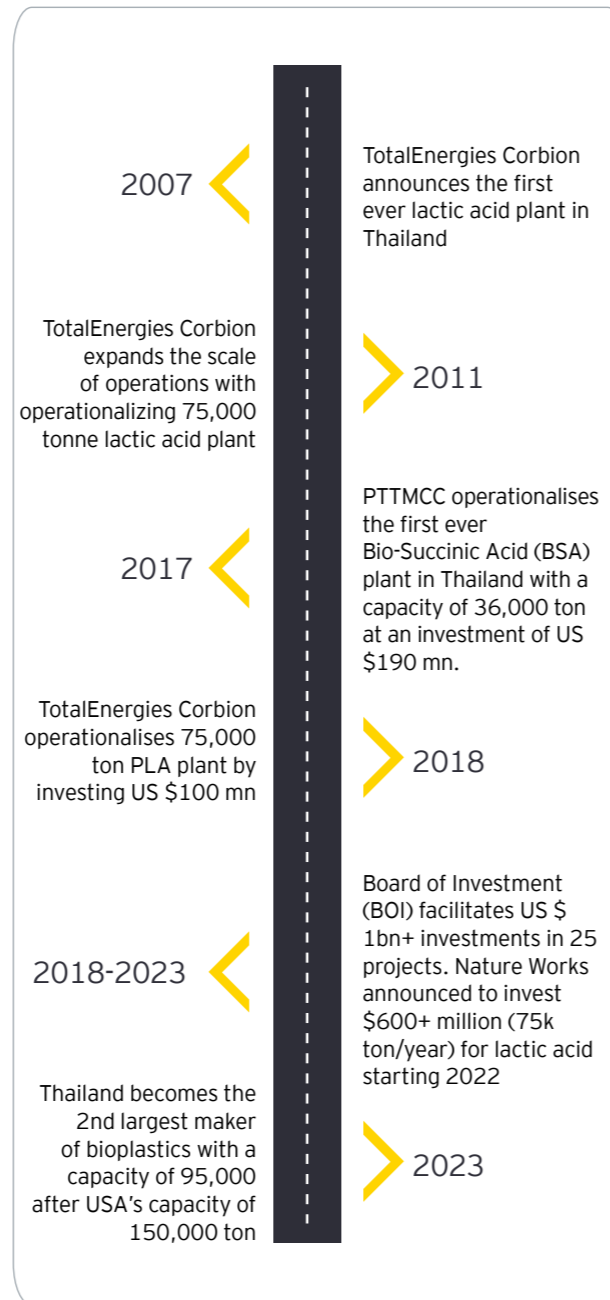 2007
TotalEnergies Corbion
announces the first
ever lactic acid plant in
Thailand
TotalEnergies Corbion
expands the scale
of operations with
operationalizing 75,000
tonne lactic acid plant
2011
2017
PTTMCC operationalises
the first ever
Bio-Succinic Acid (BSA)
plant in Thailand with a
capacity of 36,000 ton
at an investment of US
$190 mn.
TotalEnergies Corbion
operationalises 75,000
ton PLA plant by
investing US $100 mn
2018
2018-2023
Board of Investment
(BOI) facilitates US $
1bn+ investments in 25
projects. Nature Works
announced to invest
$600+ million (75k
ton/year) for lactic acid
starting 2022
Thailand becomes the
2nd largest maker
of bioplastics with a
capacity of 95,000
after USA’s capacity of
150,000 ton
2023